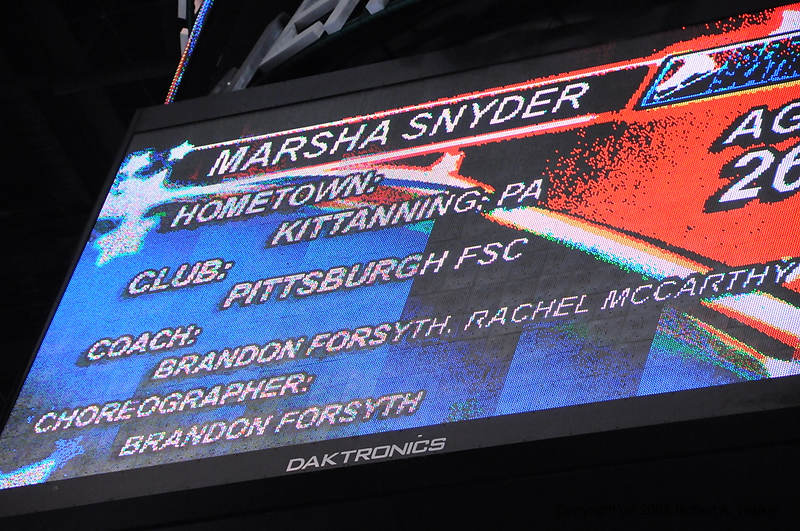 MARSHA SNYDER
HOMETOWN:
KITTANNING, PA
AG
26
CLUB:
PITTSBURGH FSC
COACH:
BRANDON FORSYTH, RACHEL MCCARTHY
CHOREOGRAPHER:
BRANDON FORSYTH
DAKTRONICS